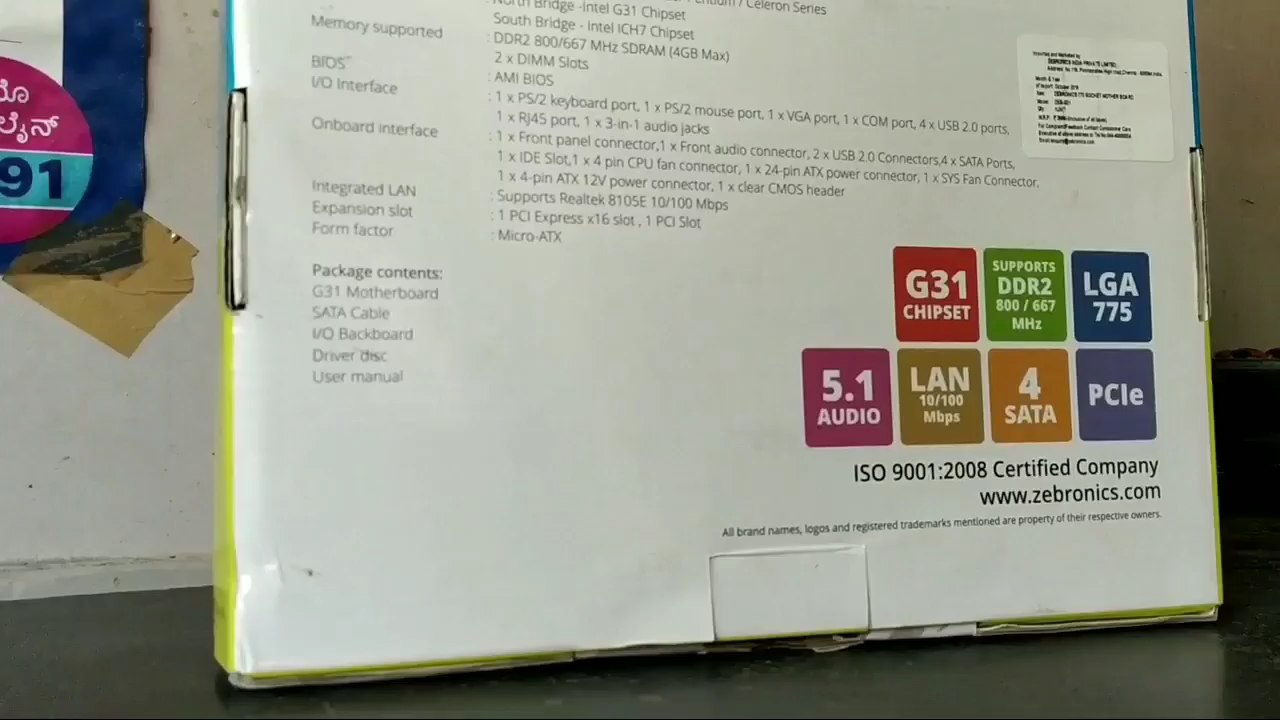 ಲೈನ್
91
/ Celeron Series
North Bridge -Intel G31 Chipset
South Bridge - Intel ICH7 Chipset
Memory supported : DDR2 800/667 MHz SDRAM (4GB Max)
2 x DIMM Slots
BIOS : AMI BIOS
I/O Interface : 1 x PS/2 keyboard port, 1 x PS/2 mouse port, 1 x VGA port, 1 x COM port, 4 x USB 2.0 ports,
1 x RJ45 port, 1 x 3-in-1 audio jacks
Onboard interface : 1 x Front panel connector,1 x Front audio connector, 2 x USB 2.0 Connectors,4 x SATA Ports,
1 x IDE Slot,1 x 4 pin CPU fan connector, 1 x 24-pin ATX power connector, 1 x SYS Fan Connector,
1 x 4-pin ATX 12V power connector, 1 x clear CMOS header
Integrated LAN : Supports Realtek 8105E 10/100 Mbps
Expansion slot : 1 PCI Express x16 slot , 1 PCI Slot
Form factor : Micro-ATX
Package contents:
G31 Motherboard
SATA Cable
I/O Backboard
Driver disc
User manual
ZEBRONICS INDIA PRIVATE LIMITED
G31
CHIPSET
SUPPORTS
DDR2
800 / 667
MHz
LGA
775
5.1
AUDIO
LAN
10/100
Mbps
4
SATA
PCIe
ISO 9001:2008 Certified Company
www.zebronics.com
All brand names, logos and registered trademarks mentioned are property of their respective owners.